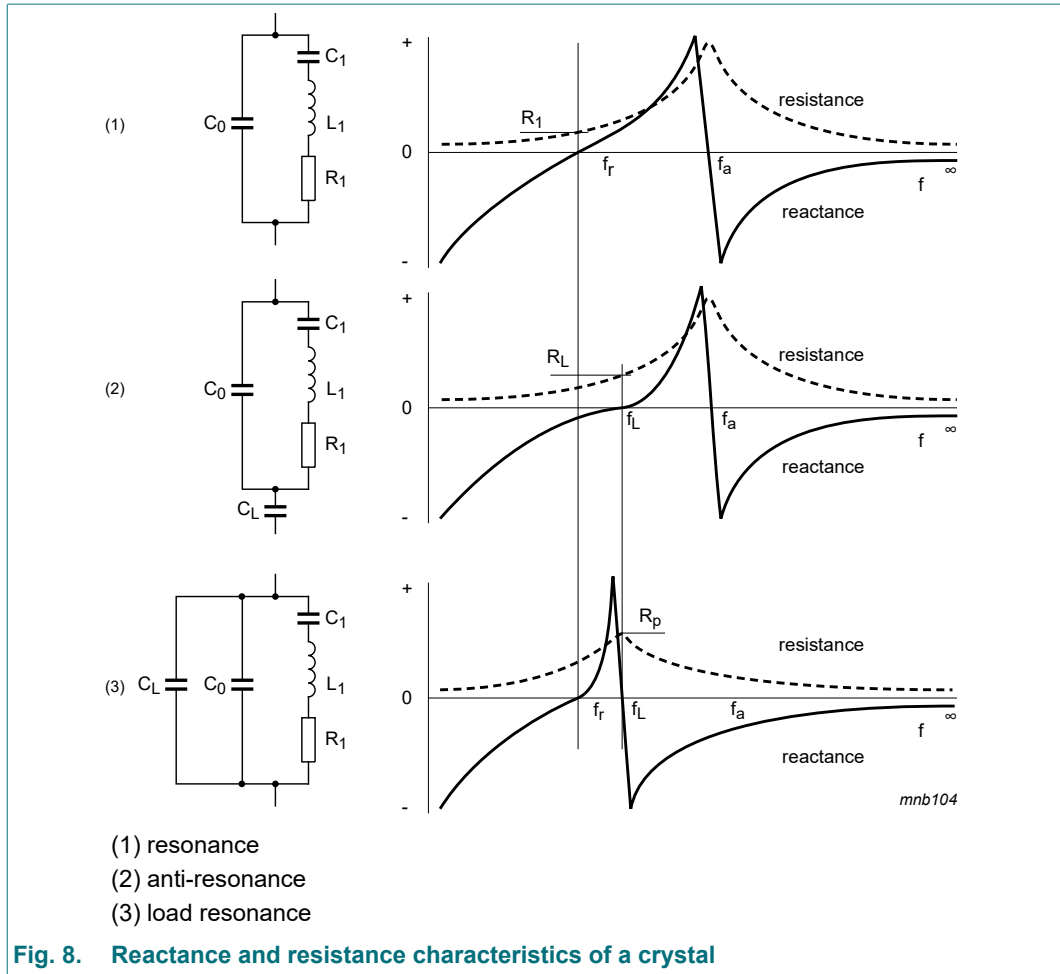 (1)
C0
C1
L1
R1
+
0
-
R1
resistance
fr
fa
f
∞
reactance
(2)
C0
C1
L1
R1
CL
+
0
-
RL
resistance
fL
fa
f
∞
reactance
(3)
CL
C0
C1
L1
R1
+
0
-
Rp
resistance
fr
fL
fa
f
∞
reactance
mnb104
(1) resonance
(2) anti-resonance
(3) load resonance
Fig. 8. Reactance and resistance characteristics of a crystal